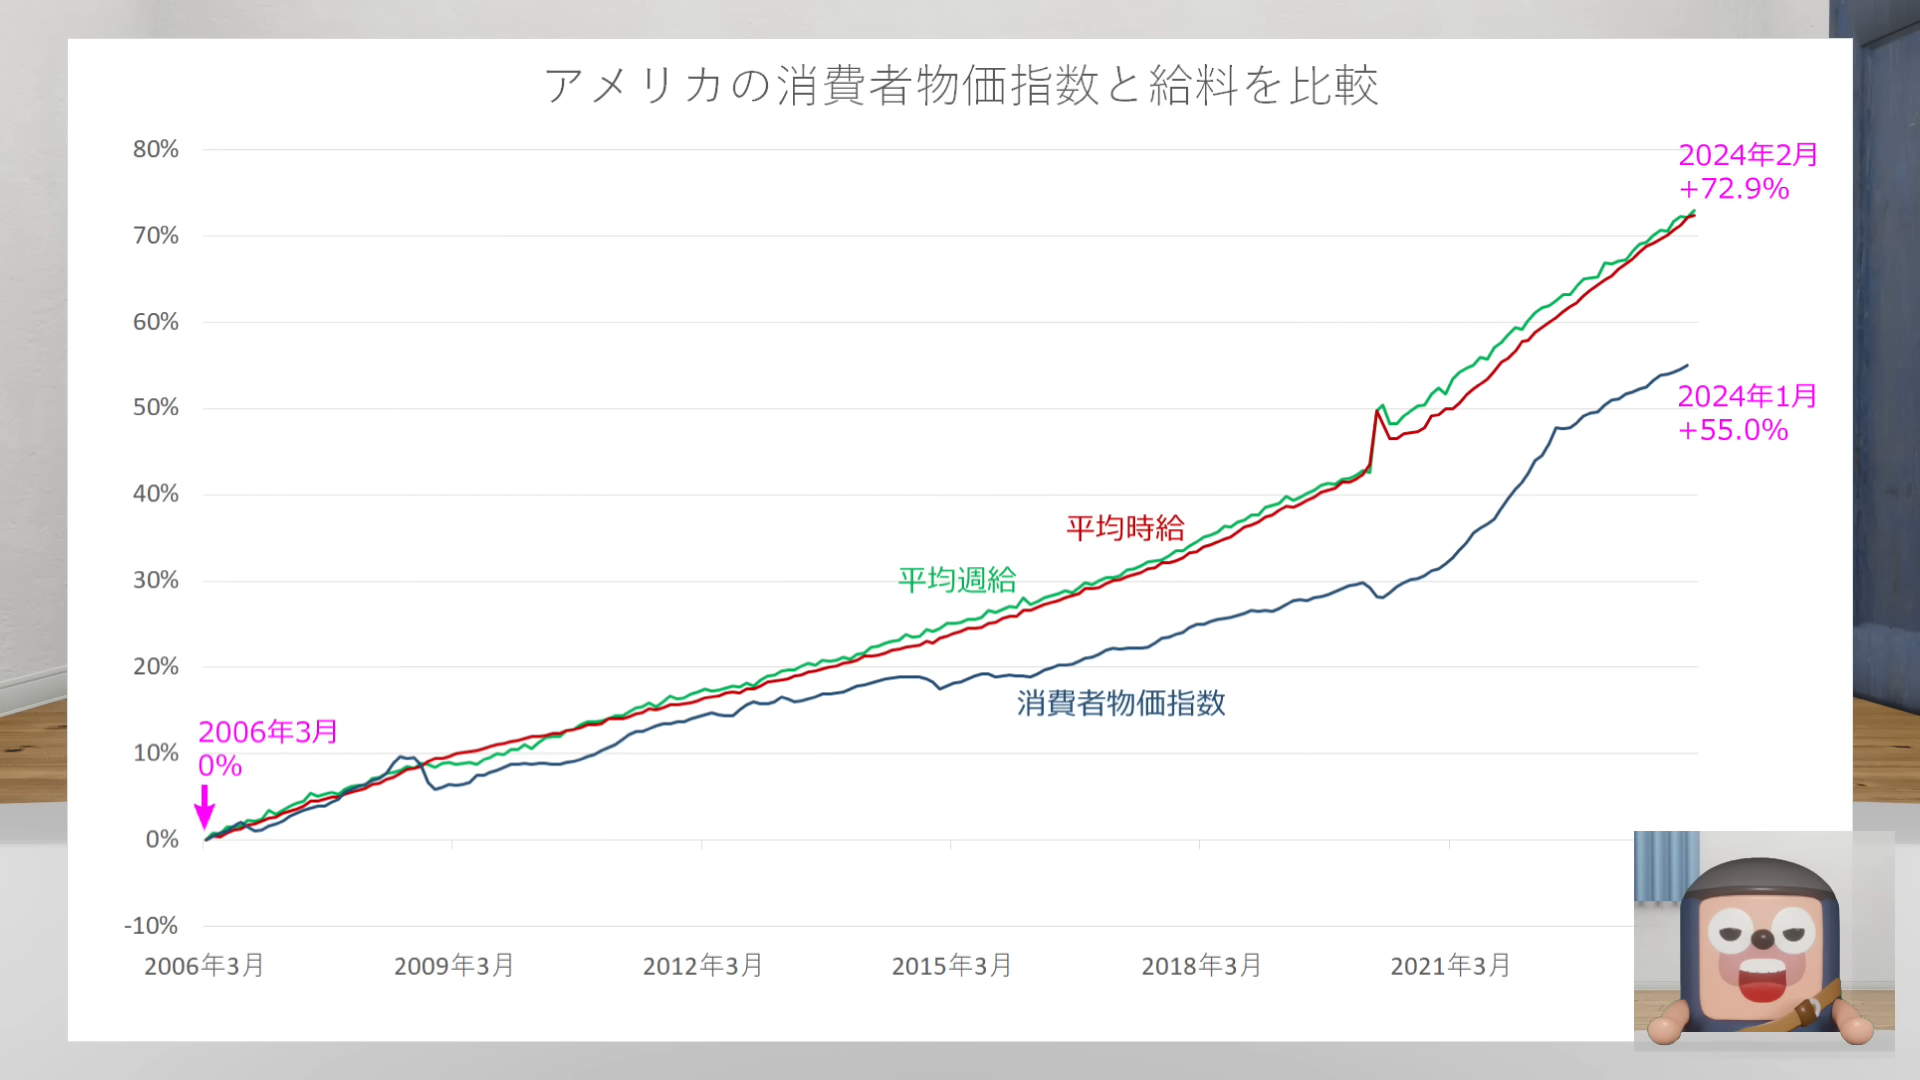 アメリカの消費者物価指数と給料を比較
80%
70%
60%
50%
40%
30%
20%
10%
0%
-10%
2024年2月
+72.9%
2024年1月
+55.0%
平均時給
平均週給
消費者物価指数
2006年3月
0%
2006年3月
2009年3月
2012年3月
2015年3月
2018年3月
2021年3月